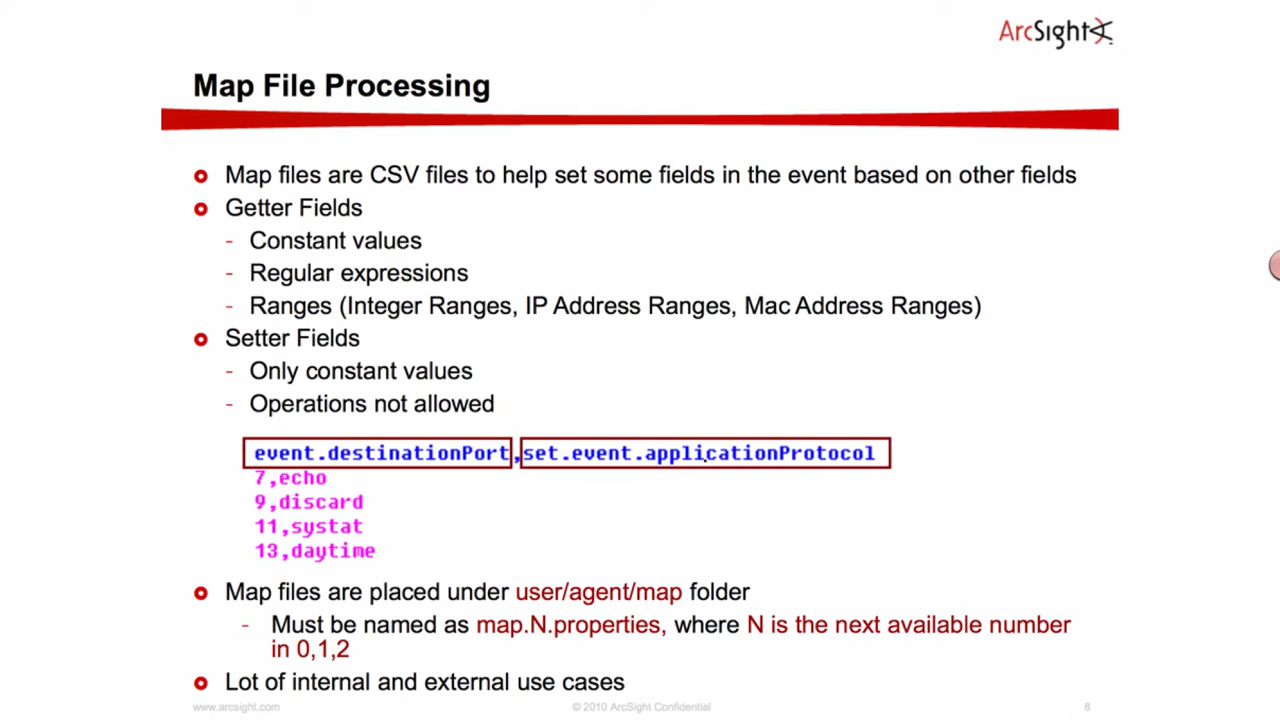 ArcSight
Map File Processing
Map files are CSV files to help set some fields in the event based on other fields
Getter Fields
- Constant values
- Regular expressions
- Ranges (Integer Ranges, IP Address Ranges, Mac Address Ranges)
Setter Fields
- Only constant values
- Operations not allowed
event.destinationPort,set.event.applicationProtocol
7,echo
9,discard
11,systat
13,daytime
Map files are placed under user/agent/map folder
- Must be named as map.N.properties, where N is the next available number
in 0,1,2
Lot of internal and external use cases
www.arcsight.com © 2010 ArcSight Confidential 8